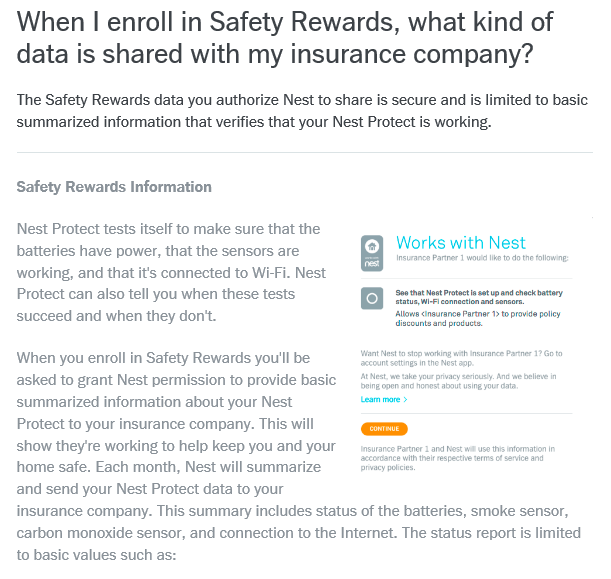 When I enroll in Safety Rewards, what kind of
data is shared with my insurance company?
The Safety Rewards data you authorize Nest to share is secure and is limited to basic
summarized information that verifies that your Nest Protect is working.
Safety Rewards Information
Nest Protect tests itself to make sure that the
batteries have power, that the sensors are
working, and that it's connected to Wi-Fi. Nest
Protect can also tell you when these tests
succeed and when they don't.
When you enroll in Safety Rewards you'll be
asked to grant Nest permission to provide basic
summarized information about your Nest
Protect to your insurance company. This will
show they're working to help keep you and your
home safe. Each month, Nest will summarize
and send your Nest Protect data to your
insurance company. This summary includes status of the batteries, smoke sensor,
carbon monoxide sensor, and connection to the Internet. The status report is limited
to basic values such as:
nest
Works with Nest
Insurance Partner 1 would like to do the following:
See that Nest Protect is set up and check battery
status, Wi-Fi connection and sensors.
Allows <Insurance Partner 1> to provide policy
discounts and products.
Want Nest to stop working with Insurance Partner 1? Go to
account settings in the Nest app.
At Nest, we take your privacy seriously. And we believe in
being open and honest about using your data.
Learn more >
CONTINUE
Insurance Partner 1 and Nest will use this information in
accordance with their respective terms of service and
privacy policies.